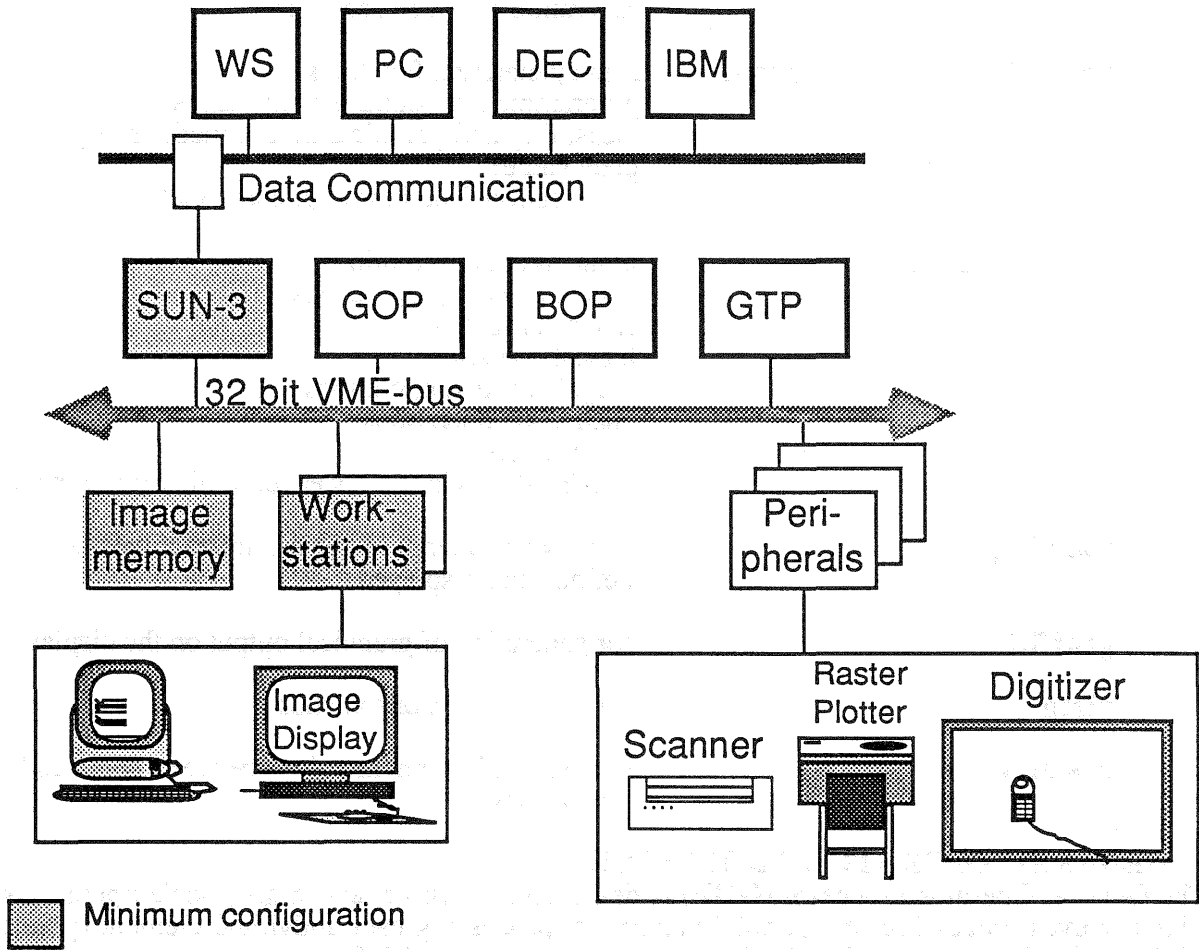 WS
PC
DEC
IBM
Data Communication
SUN-3
GOP
BOP
GTP
32 bit VME-bus
Image
memory
Work-
stations
Peri-
pherals
Image
Display
Scanner
Raster
Plotter
Digitizer
Minimum configuration